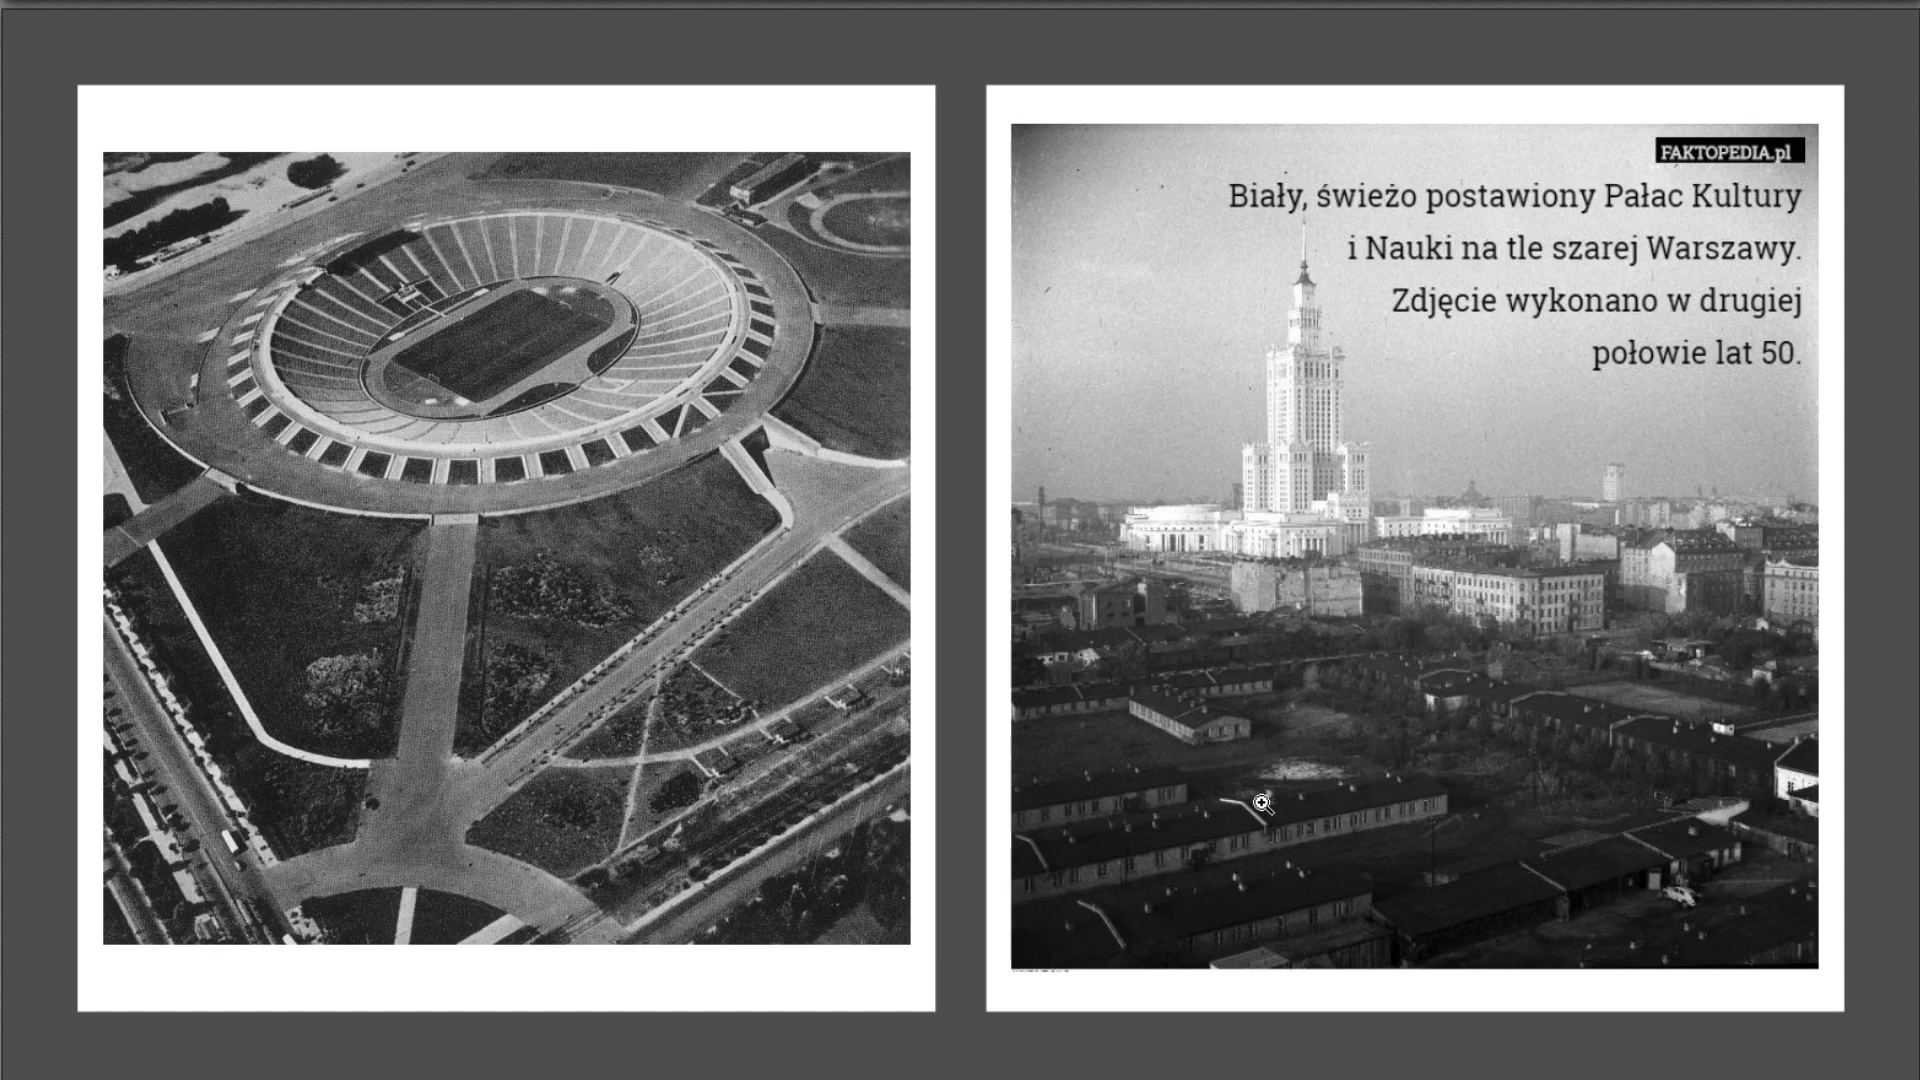 FAKTOPEDIA.pl
Biały, świeżo postawiony Pałac Kultury
i Nauki na tle szarej Warszawy.
Zdjęcie wykonano w drugiej
połowie lat 50.